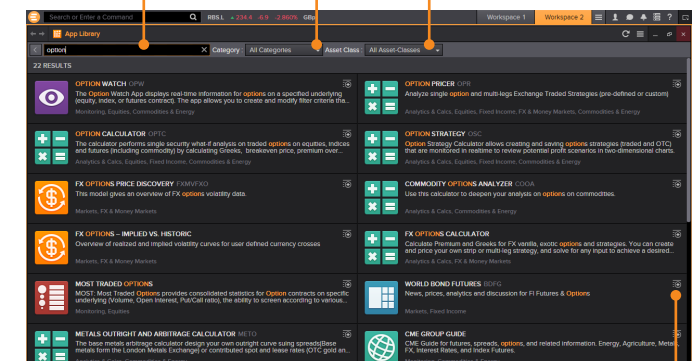 Search or Enter a Command
RBS.L
234.4 -6.9 -2.860% GBp
Workspace 1
Workspace 2
App Library
option
Category
All Categories
Asset Class :
All Asset-Classes
22 RESULTS
OPTION WATCH OPW
The Option Watch App displays real-time information for options on a specified underlying
(equity, index, or futures contract). The app allows you to create and modify filter criteria tha...
Monitoring, Equities, Commodities & Energy
OPTION PRICER OPR
Analyze single option and multi-legs Exchange Traded Strategies (pre-defined or custom)
Analytics & Calcs, Equities, Fixed Income, FX & Money Markets, Commodities & Energy
OPTION CALCULATOR OPTC
The calculator performs single security what-if analysis on traded options on equities, indices
and futures (including commodity) by calculating Greeks, breakeven price, premium over...
Analytics & Calcs, Equities, Fixed Income, Commodities & Energy
OPTION STRATEGY OSC
Option Strategy Calculator allows creating and saving options strategies (traded and OTC)
that are monitored in realtime to review potential profit scenarios in two-dimensional charts.
Analytics & Calcs, Equities, Fixed Income, Commodities & Energy
FX OPTIONS PRICE DISCOVERY FXMVFXO
This model gives an overview of FX options volatility data.
Markets, FX & Money Markets
COMMODITY OPTIONS ANALYZER COOA
Use this calculator to deepen your analysis on options on commodities.
Analytics & Calcs, Commodities & Energy
FX OPTIONS – IMPLIED VS. HISTORIC
Overview of realized and implied volatility curves for user defined currency crosses
Markets, FX & Money Markets
FX OPTIONS CALCULATOR
Calculate Premium and Greeks for FX vanilla, exotic options and strategies. You can create
and price your own strip or multi-leg strategy, and solve for any input to achieve a desired...
Analytics & Calcs, FX & Money Markets
MOST TRADED OPTIONS
MOST: Most Traded Options provides consolidated statistics for Option contracts on specific
underlying (Volume, Open Interest, Put/Call ratio), the ability to screen according to various...
Monitoring, Equities
WORLD BOND FUTURES BDFG
News, prices, analytics and discussion for FI Futures & Options
Markets, Fixed Income
METALS OUTRIGHT AND ARBITRAGE CALCULATOR METO
The base metals arbitrage calculator design your own outright curve suing spreads(Base
metals form the London Metals Exchange) or contributed spot and lease rates (OTC gold an...
CME GROUP GUIDE
CME Guide for futures, spreads, options, and related information. Energy, Agriculture, Metals,
FX, Interest Rates, and Index Futures.